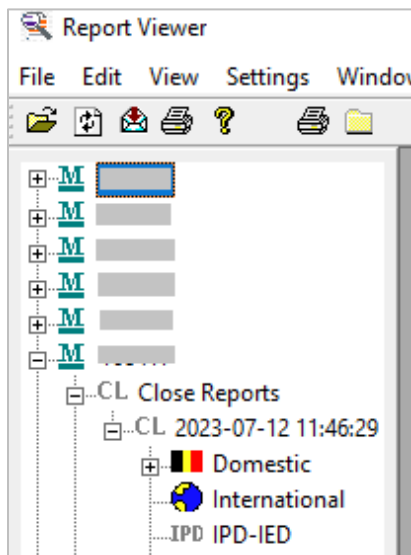 Report Viewer
File Edit View Settings Window
M
M
M
M
M
M
CL Close Reports
CL 2023-07-12 11:46:29
Domestic
International
IPD IPD-IED